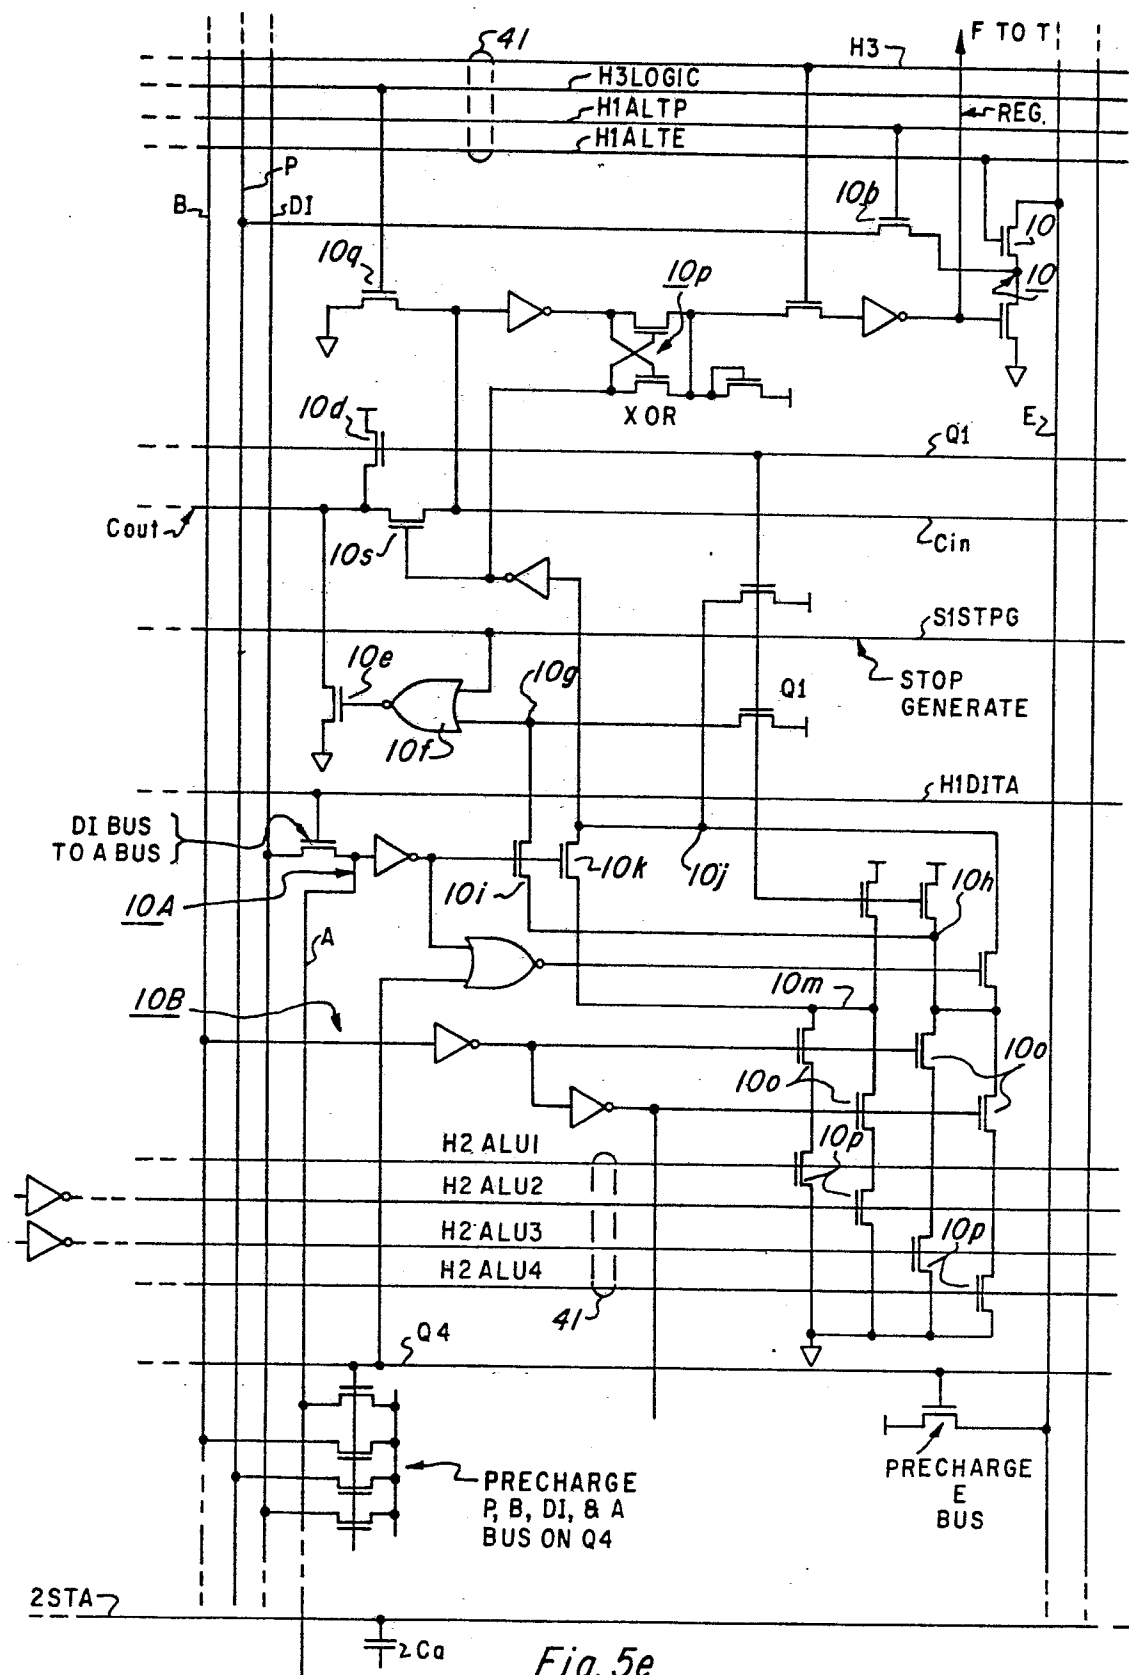 41
H3
F TO T
H3LOGIC
H1ALTP
REG.
H1ALTE
P
B
DI
10b
10
10q
10p
10
XOR
10d
E
Q1
Cout
10s
Cin
S1STPG
10e
10g
Q1
STOP
GENERATE
10f
H1DITA
DI BUS
TO A BUS
10k
10j
10A
10i
10h
A
10B
10m
10o
10o
H2 ALU1
10p
H2 ALU2
H2 ALU3
10p
H2 ALU4
41
Q4
PRECHARGE
P, B, DI, & A
BUS ON Q4
PRECHARGE
E
BUS
2STA
2Ca
Fig. 5e